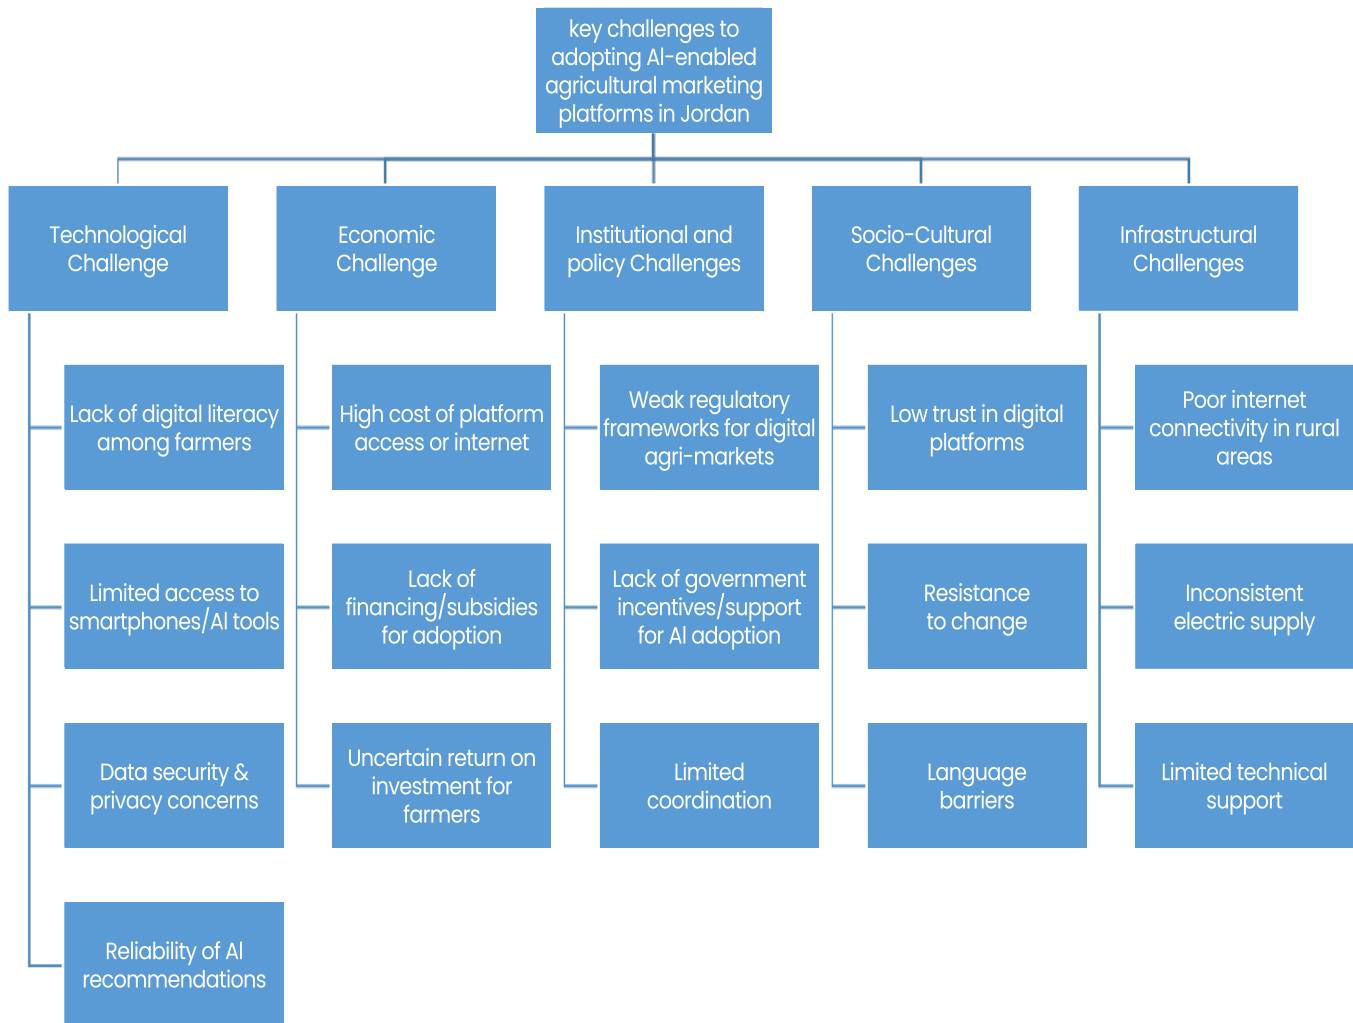 key challenges to
adopting AI-enabled
agricultural marketing
platforms in Jordan
Technological
Challenge
Economic
Challenge
Institutional and
policy Challenges
Socio-Cultural
Challenges
Infrastructural
Challenges
Lack of digital literacy
among farmers
High cost of platform
access or internet
Weak regulatory
frameworks for digital
agri-markets
Low trust in digital
platforms
Poor internet
connectivity in rural
areas
Limited access to
smartphones/AI tools
Lack of
financing/subsidies
for adoption
Lack of government
incentives/support
for AI adoption
Resistance
to change
Inconsistent
electric supply
Data security &
privacy concerns
Uncertain return on
investment for
farmers
Limited
coordination
Language
barriers
Limited technical
support
Reliability of AI
recommendations